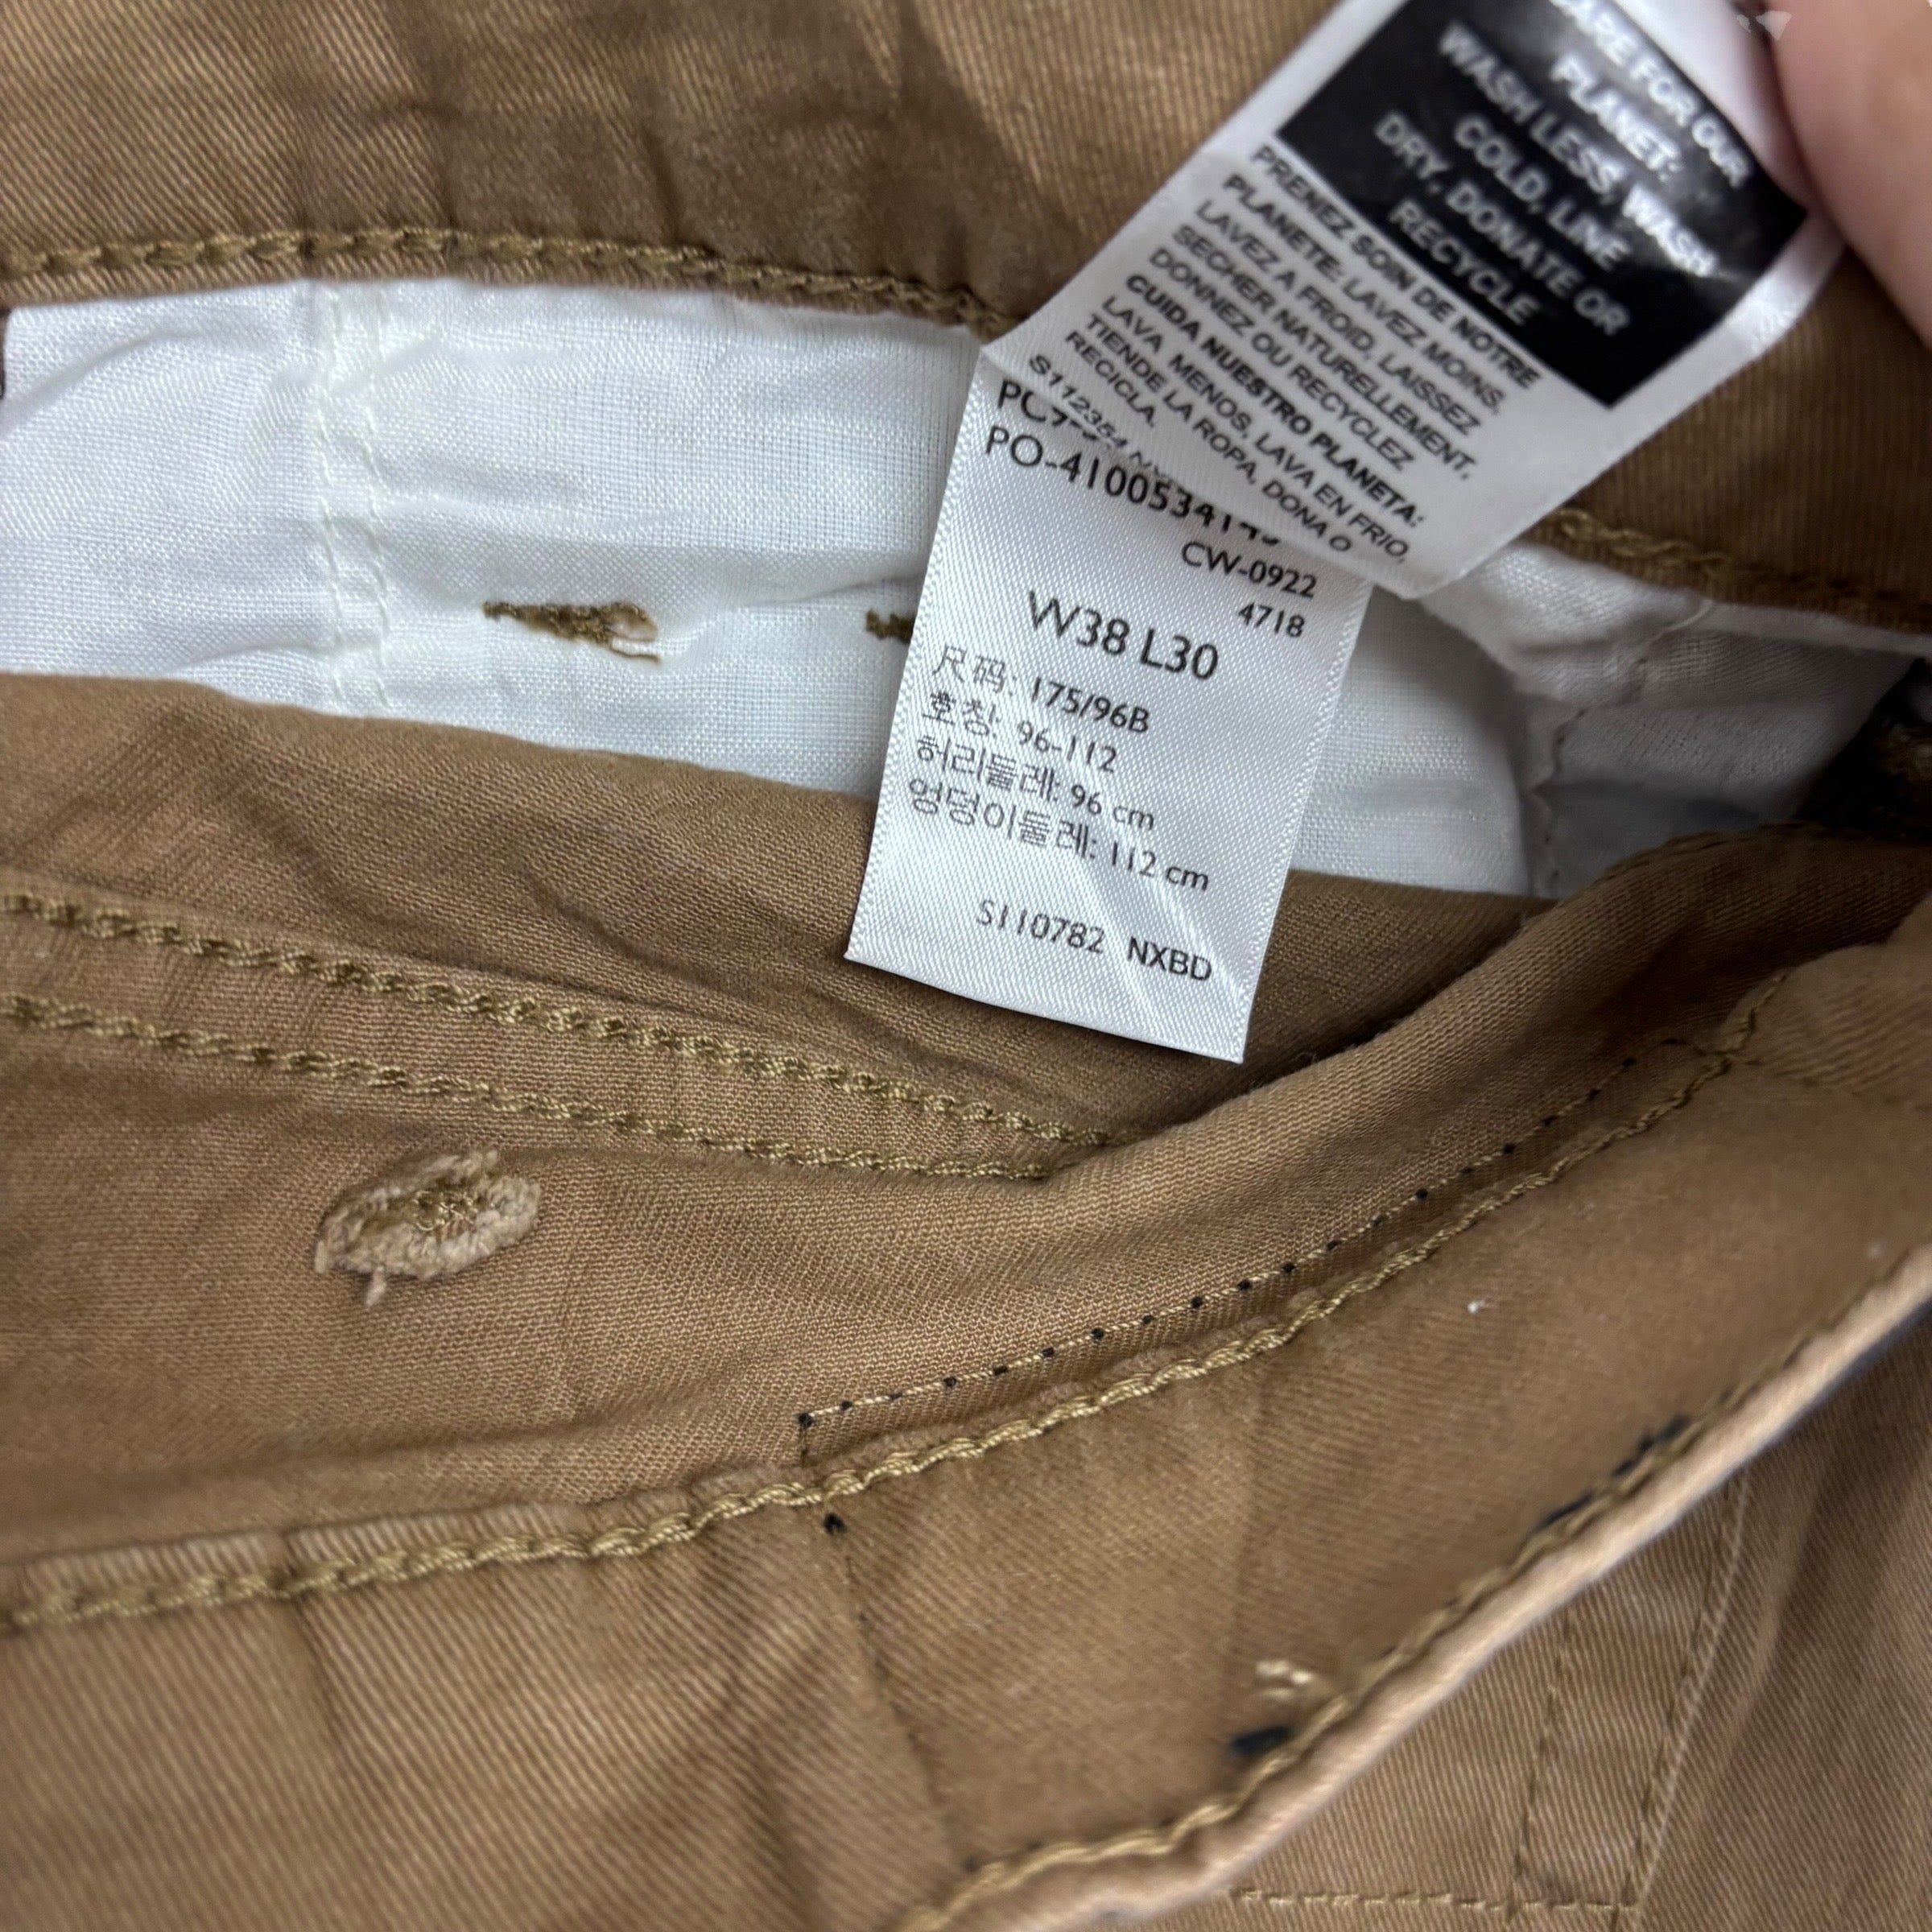 CARE FOR OUR
PLANET:
WASH LESS, WASH
COLD, LINE
DRY, DONATE OR
RECYCLE
PRENEZ SOIN DE NOTRE
PLANETE: LAVEZ MOINS,
LAVEZ A FROID, LAISSEZ
SECHER NATURELLEMENT,
DONNEZ OU RECYCLEZ
CUIDA NUESTRO PLANETA:
LAVA MENOS, LAVA EN FRIO,
TIENDE LA ROPA, DONA O
RECICLA.
S112354
CW-0922
4718
W38 L30
尺码: 175/96B
호칭: 96-112
허리둘레: 96 cm
엉덩이둘레: 112 cm
S110782 NXBD